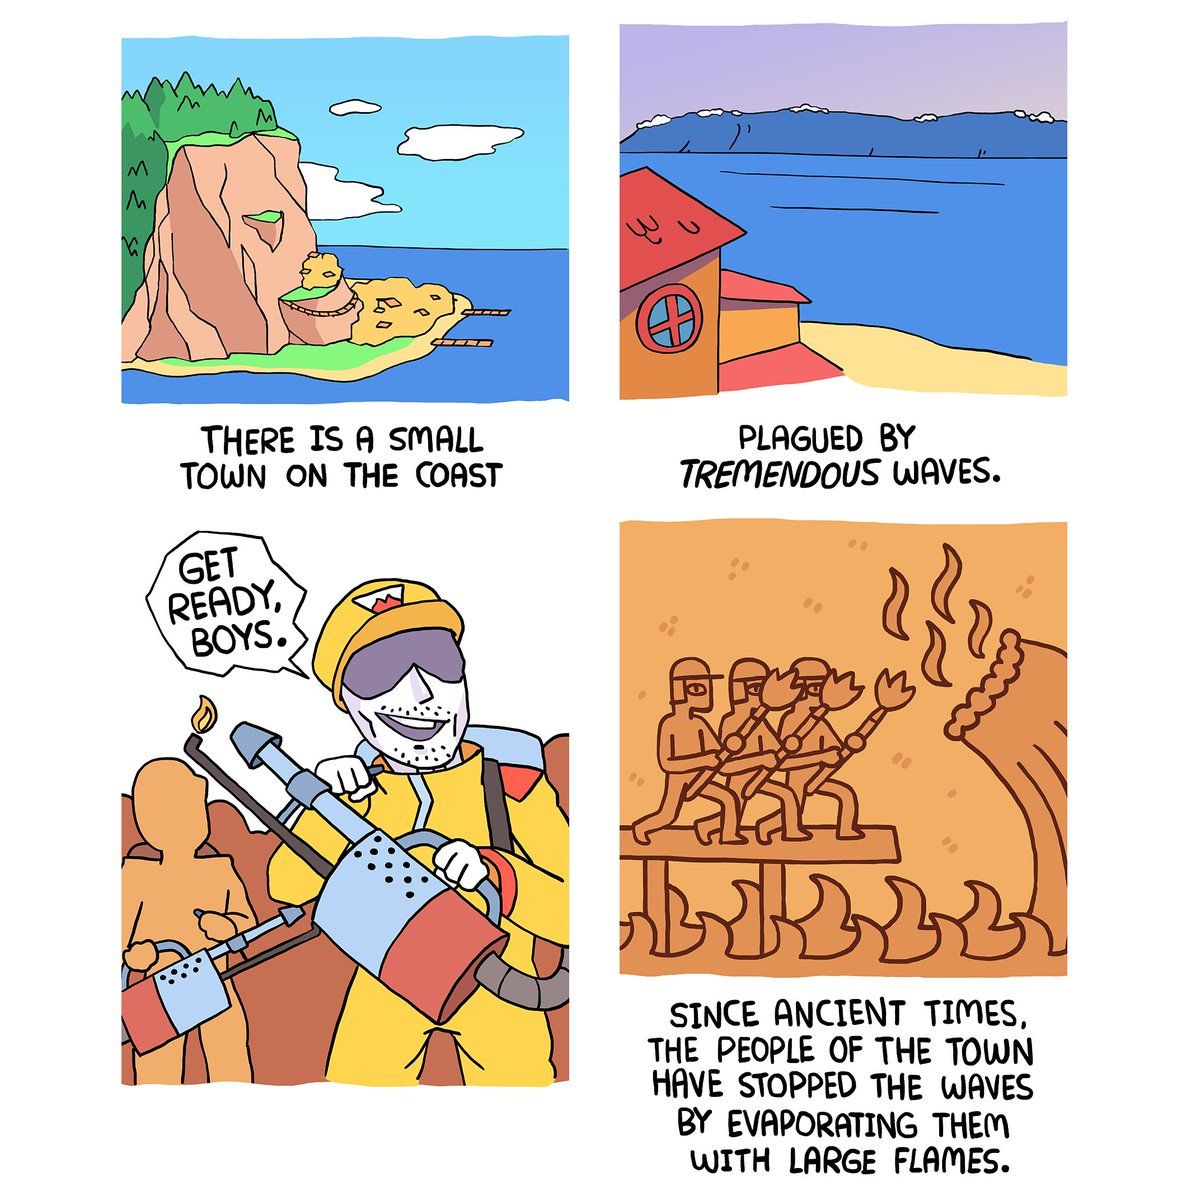 THERE IS A SMALL
TOWN ON THE COAST
PLAGUED BY
TREMENDOUS WAVES.
GET
READY,
BOYS.
SINCE ANCIENT TIMES,
THE PEOPLE OF THE TOWN
HAVE STOPPED THE WAVES
BY EVAPORATING THEM
WITH LARGE FLAMES.